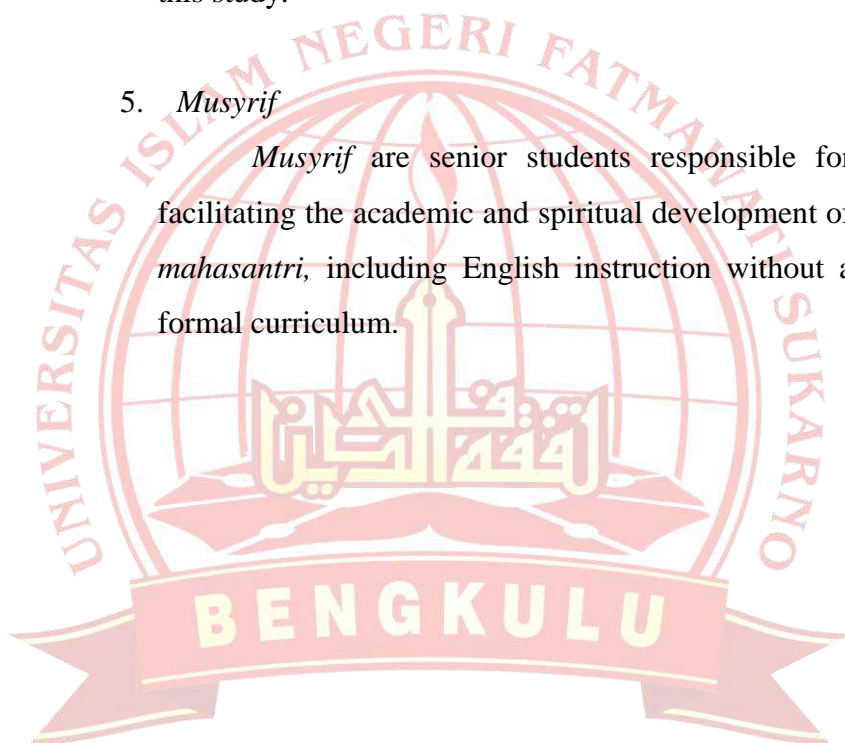 this study.
UNIVERSITAS ISLAM NEGERI FATMAWATI SUKARNO
5. Musyrif
Musyrif are senior students responsible for
facilitating the academic and spiritual development of
mahasantri, including English instruction without a
formal curriculum.
BENGKULU